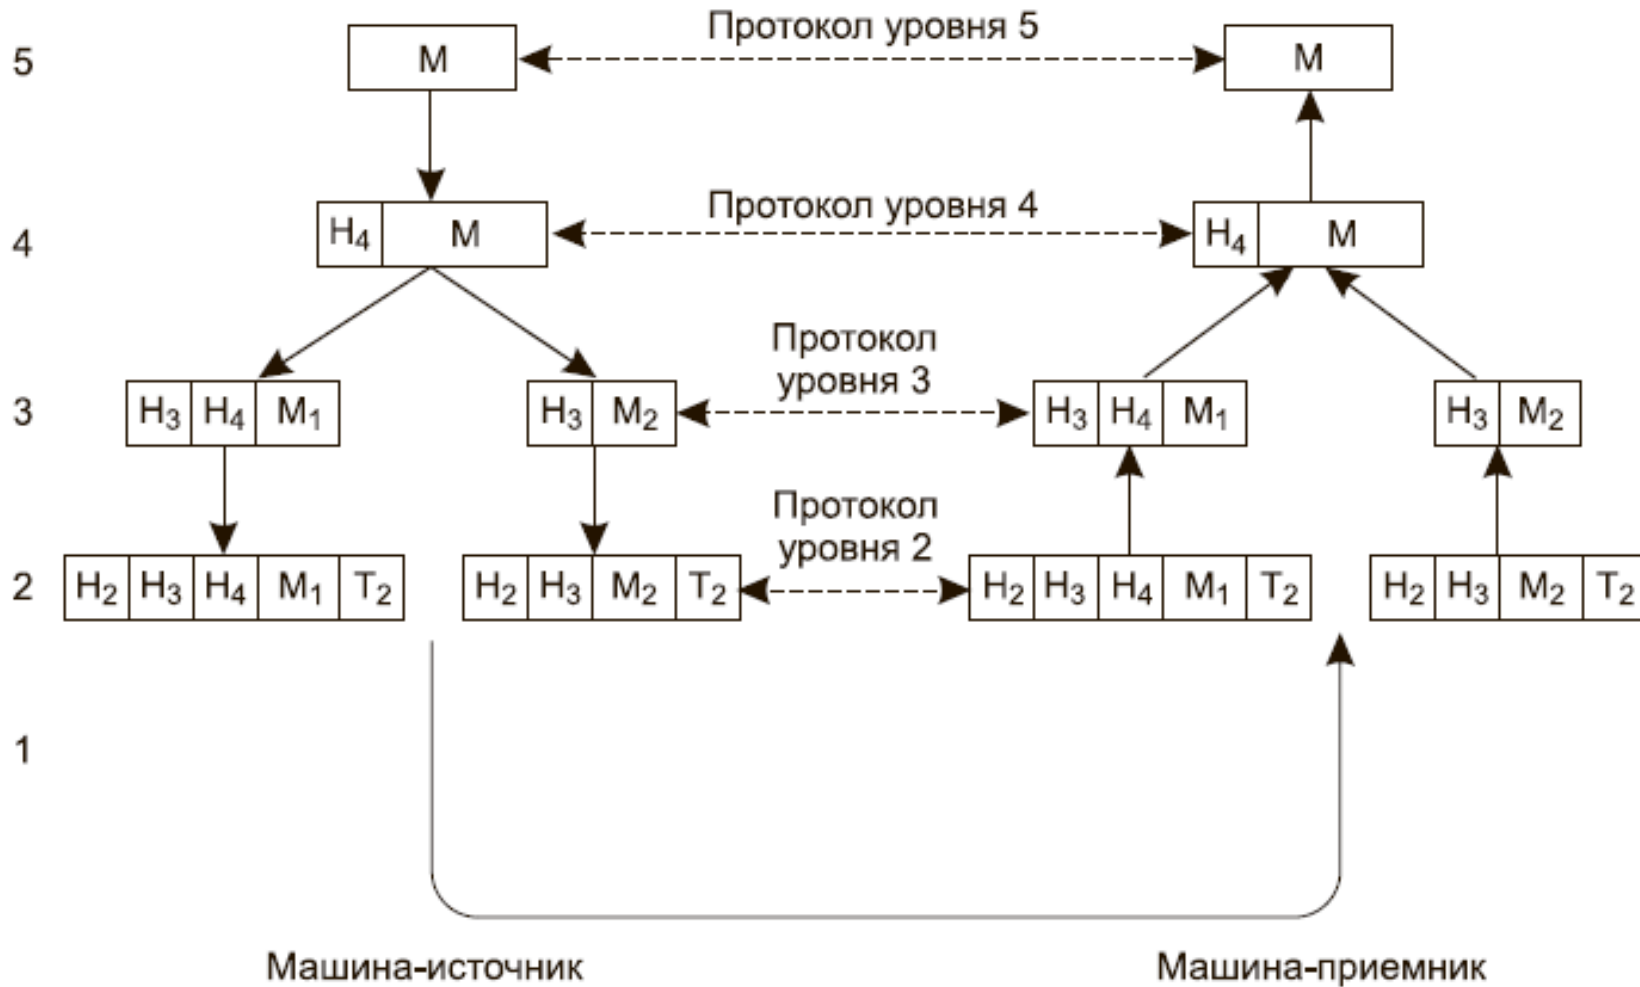 Протокол уровня 5
5 M M
Протокол уровня 4
4 H₄ M H₄ M
Протокол
уровня 3
3 H₃ H₄ M₁ H₃ M₂ H₃ H₄ M₁ H₃ M₂
Протокол
уровня 2
2 H₂ H₃ H₄ M₁ T₂ H₂ H₃ M₂ T₂ H₂ H₃ H₄ M₁ T₂ H₂ H₃ M₂ T₂
1
Машина-источник Машина-приемник